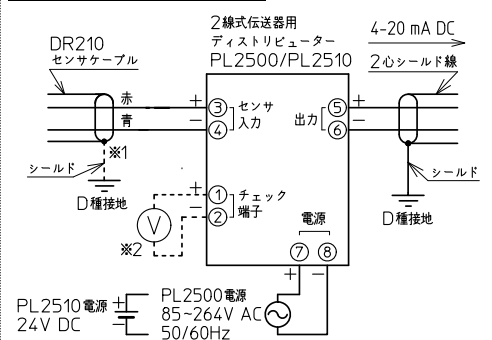 2線式伝送器用
ディストリビューター
PL2500/PL2510
4-20 mA DC
2心シールド線
DR210
センサケーブル
赤
青
+
−
③
④
センサ
入力
出力
⑤
⑥
+
−
※1
シールド
D種接地
シールド
D種接地
+
−
①
②
チェック
端子
V
※2
電源
⑦
⑧
+
−
PL2510電源
24V DC
+
−
PL2500電源
85~264V AC
50/60Hz